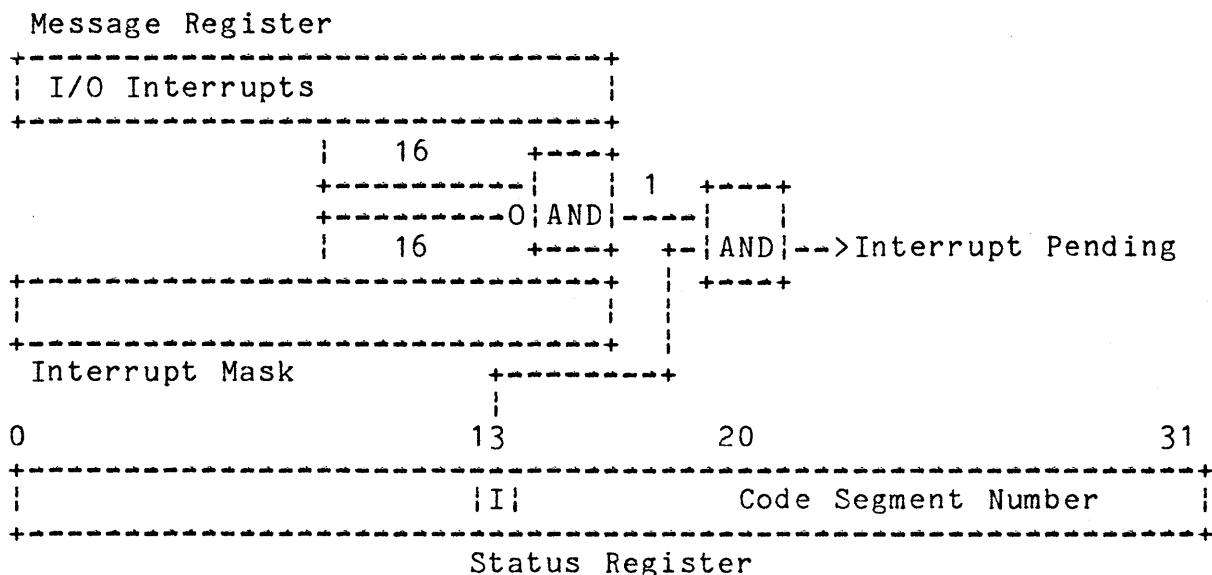 Message Register
I/O Interrupts
16
1
O AND
16 AND -->Interrupt Pending
Interrupt Mask
0 13 20 31
I Code Segment Number
Status Register